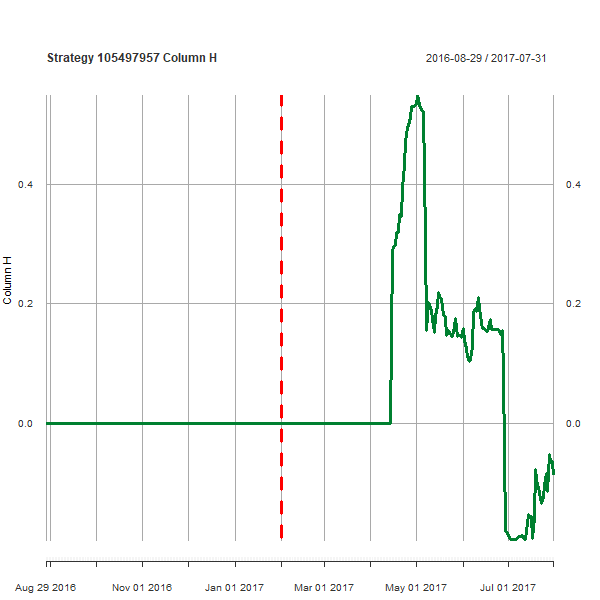 Strategy 105497957 Column H
2016-08-29 / 2017-07-31
0.4
0.4
Column H
0.2
0.2
0.0
0.0
Aug 29 2016
Nov 01 2016
Jan 01 2017
Mar 01 2017
May 01 2017
Jul 01 2017